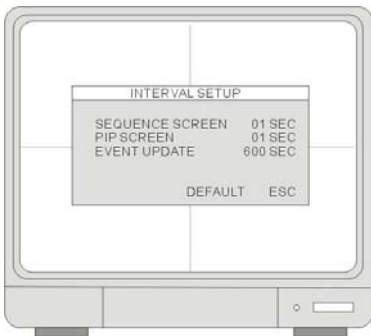 INTERVAL SETUP
SEQUENCE SCREEN 01 SEC
PIP SCREEN 01 SEC
EVENT UPDATE 600 SEC
DEFAULT ESC